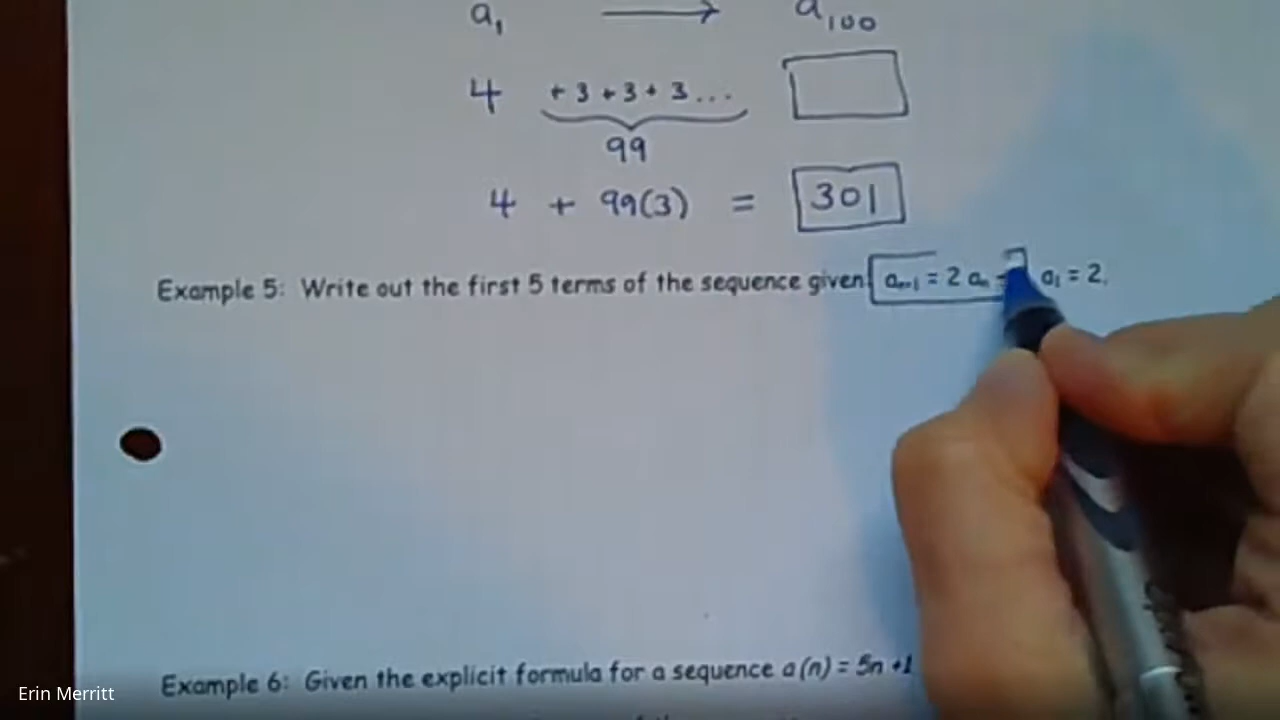 a₁ → a₁₀₀
4 +3+3+3...
99
4 + 99(3) = 301
Example 5: Write out the first 5 terms of the sequence given aₙ₊₁ = 2 aₙ a₁ = 2.
Example 6: Given the explicit formula for a sequence a(n) = 5n +1
Erin Merritt